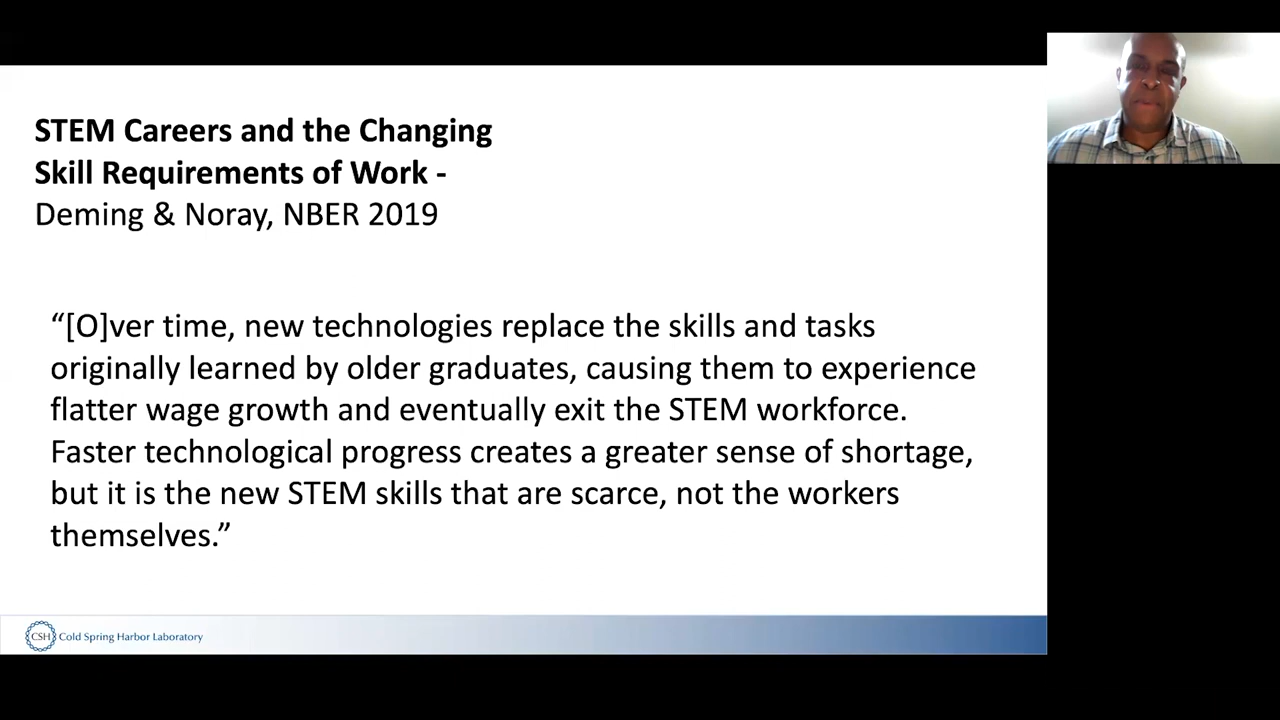 STEM Careers and the Changing
Skill Requirements of Work -
Deming & Noray, NBER 2019
“[O]ver time, new technologies replace the skills and tasks
originally learned by older graduates, causing them to experience
flatter wage growth and eventually exit the STEM workforce.
Faster technological progress creates a greater sense of shortage,
but it is the new STEM skills that are scarce, not the workers
themselves.”
CSH Cold Spring Harbor Laboratory